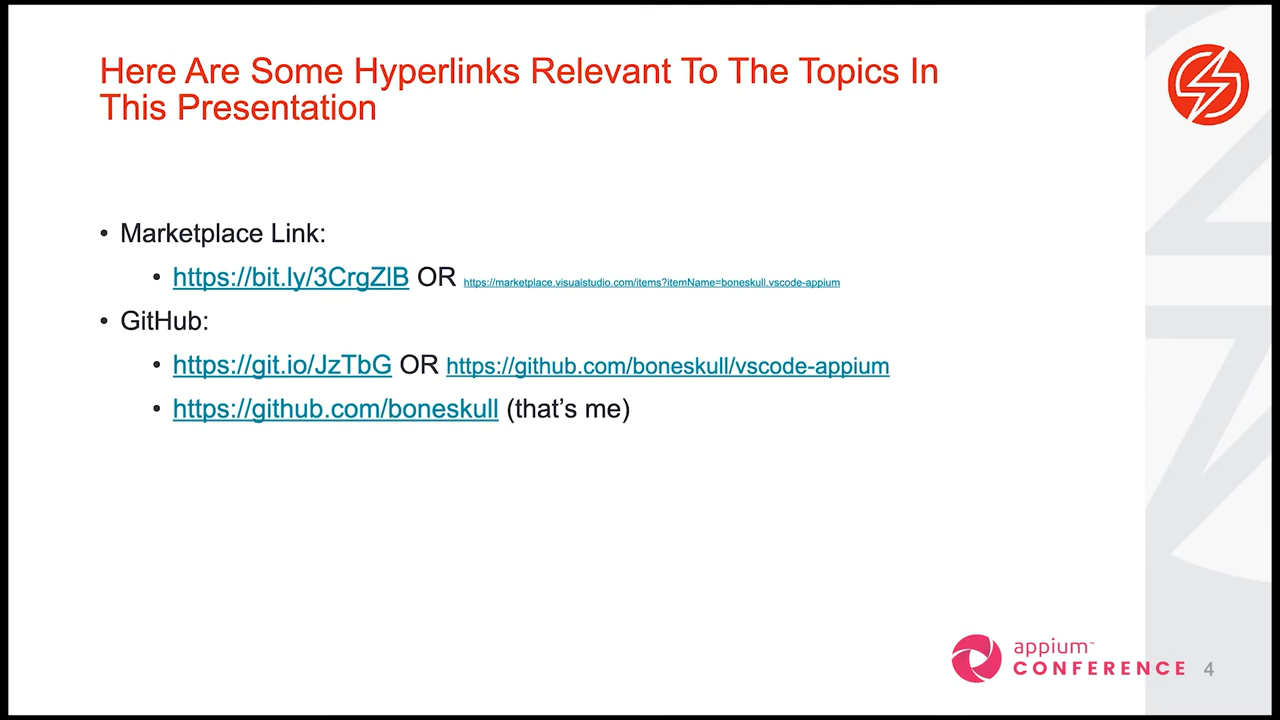 Here Are Some Hyperlinks Relevant To The Topics In
This Presentation
• Marketplace Link:
• https://bit.ly/3CrgZlB OR https://marketplace.visualstudio.com/items?itemName=boneskull.vscode-appium
• GitHub:
• https://git.io/JzTbG OR https://github.com/boneskull/vscode-appium
• https://github.com/boneskull (that’s me)
appium™
CONFERENCE 4